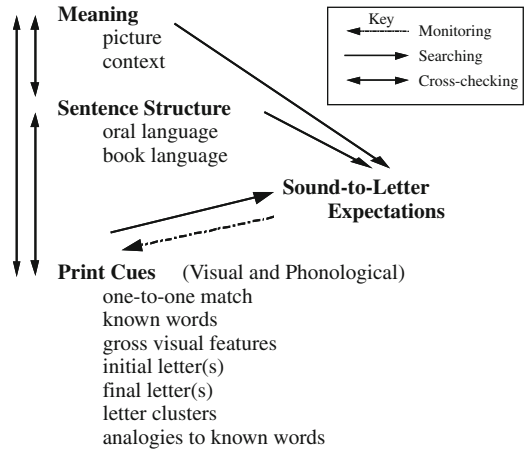 Meaning
picture
context
Sentence Structure
oral language
book language
Sound-to-Letter
Expectations
Print Cues (Visual and Phonological)
one-to-one match
known words
gross visual features
initial letter(s)
final letter(s)
letter clusters
analogies to known words
Key
Monitoring
Searching
Cross-checking